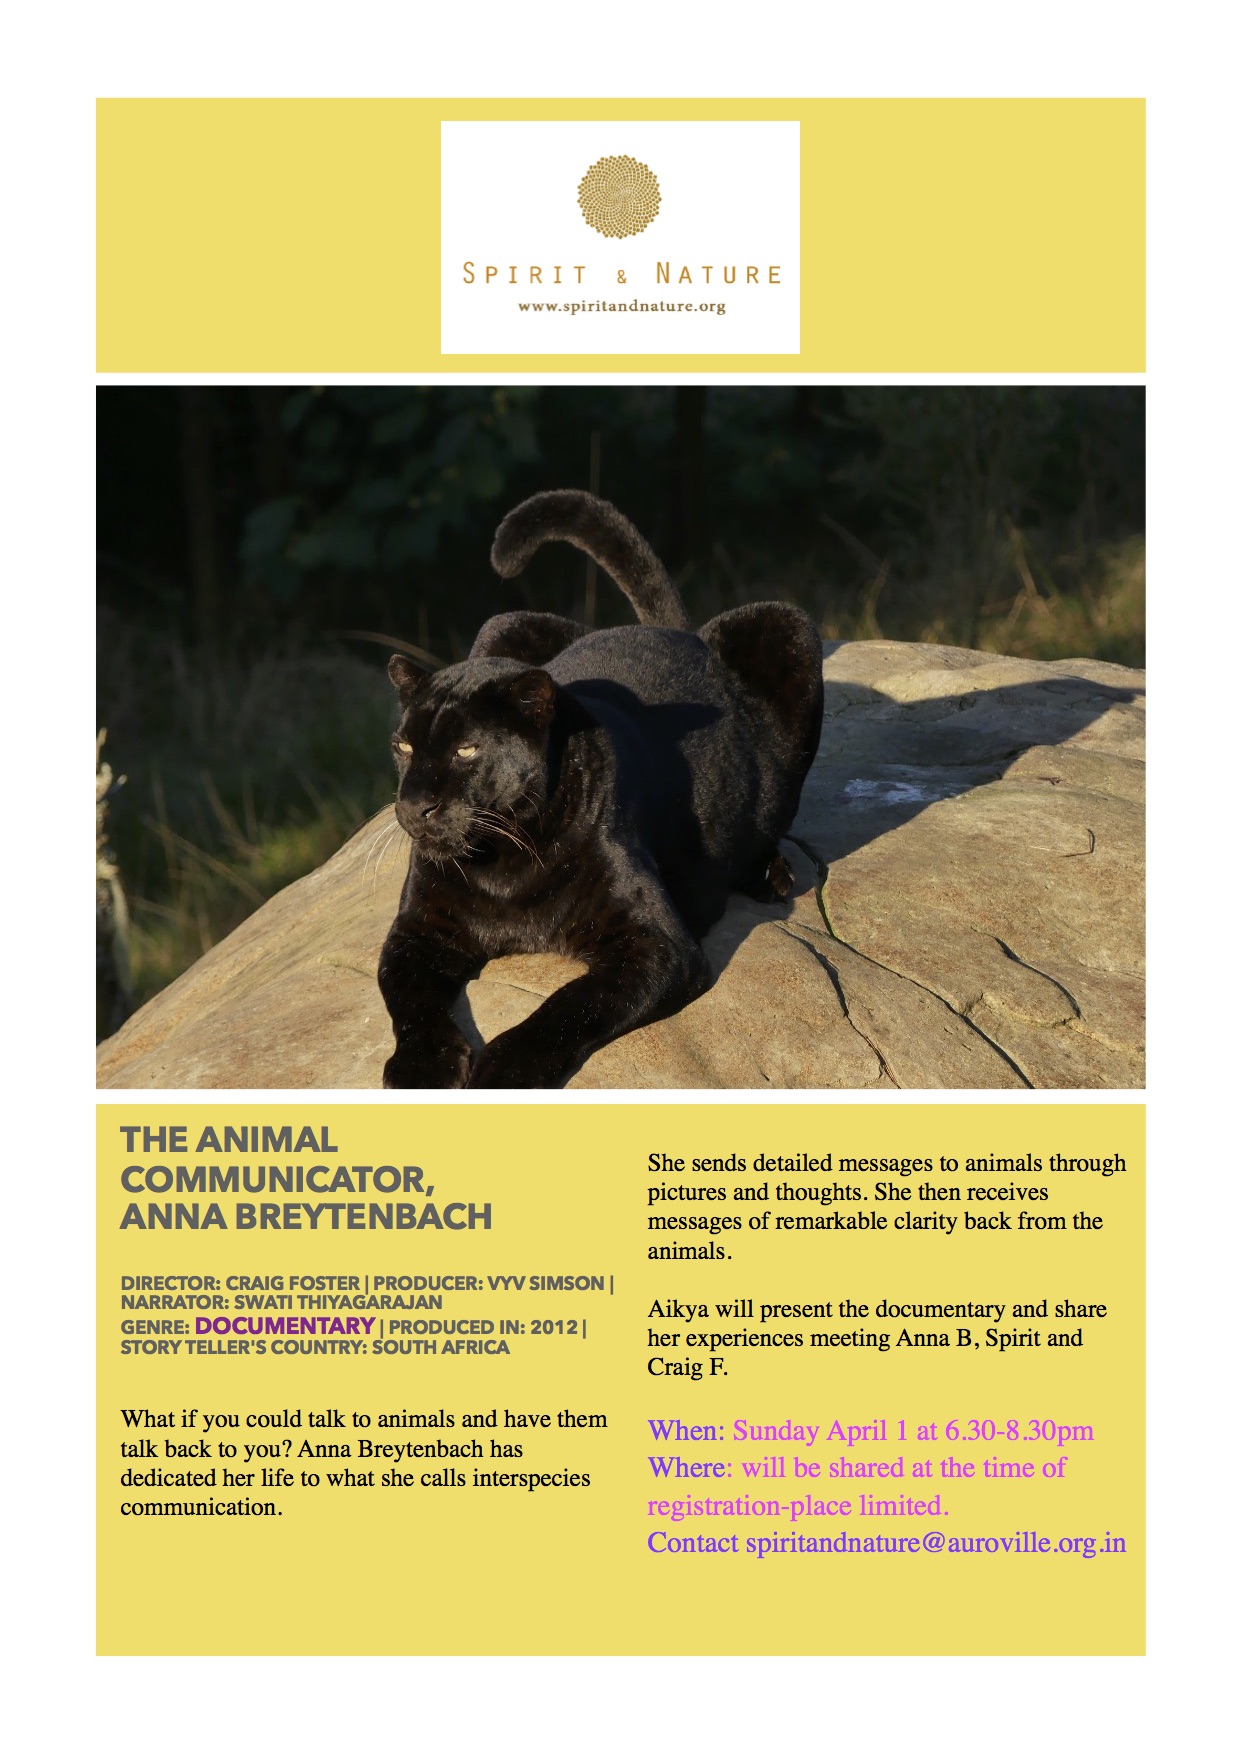 SPIRIT & NATURE
www.spiritandnature.org
THE ANIMAL
COMMUNICATOR,
ANNA BREYTENBACH
DIRECTOR: CRAIG FOSTER | PRODUCER: VYV SIMSON |
NARRATOR: SWATI THIYAGARAJAN
GENRE: DOCUMENTARY | PRODUCED IN: 2012 |
STORY TELLER'S COUNTRY: SOUTH AFRICA
What if you could talk to animals and have them
talk back to you? Anna Breytenbach has
dedicated her life to what she calls interspecies
communication.
She sends detailed messages to animals through
pictures and thoughts. She then receives
messages of remarkable clarity back from the
animals.
Aikya will present the documentary and share
her experiences meeting Anna B, Spirit and
Craig F.
When: Sunday April 1 at 6.30-8.30pm
Where: will be shared at the time of
registration-place limited.
Contact spiritandnature@auroville.org.in